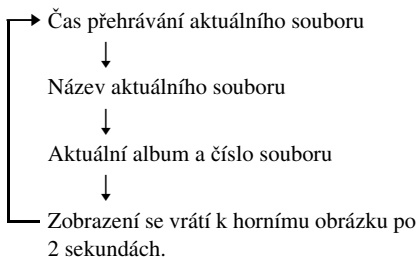 Čas přehrávání aktuálního souboru
Název aktuálního souboru
Aktuální album a číslo souboru
Zobrazení se vrátí k hornímu obrázku po
2 sekundách.